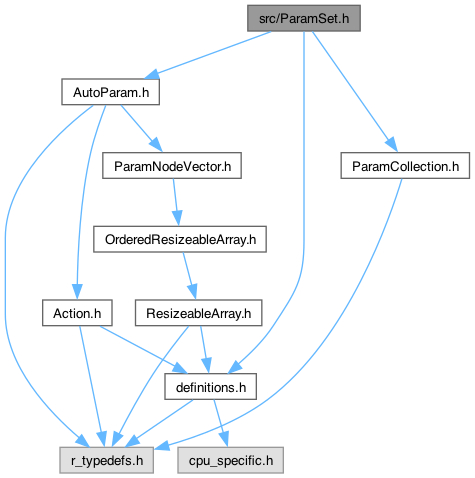 src/ParamSet.h
AutoParam.h
ParamNodeVector.h
ParamCollection.h
OrderedResizeableArray.h
Action.h
ResizeableArray.h
definitions.h
r_typedefs.h
cpu_specific.h